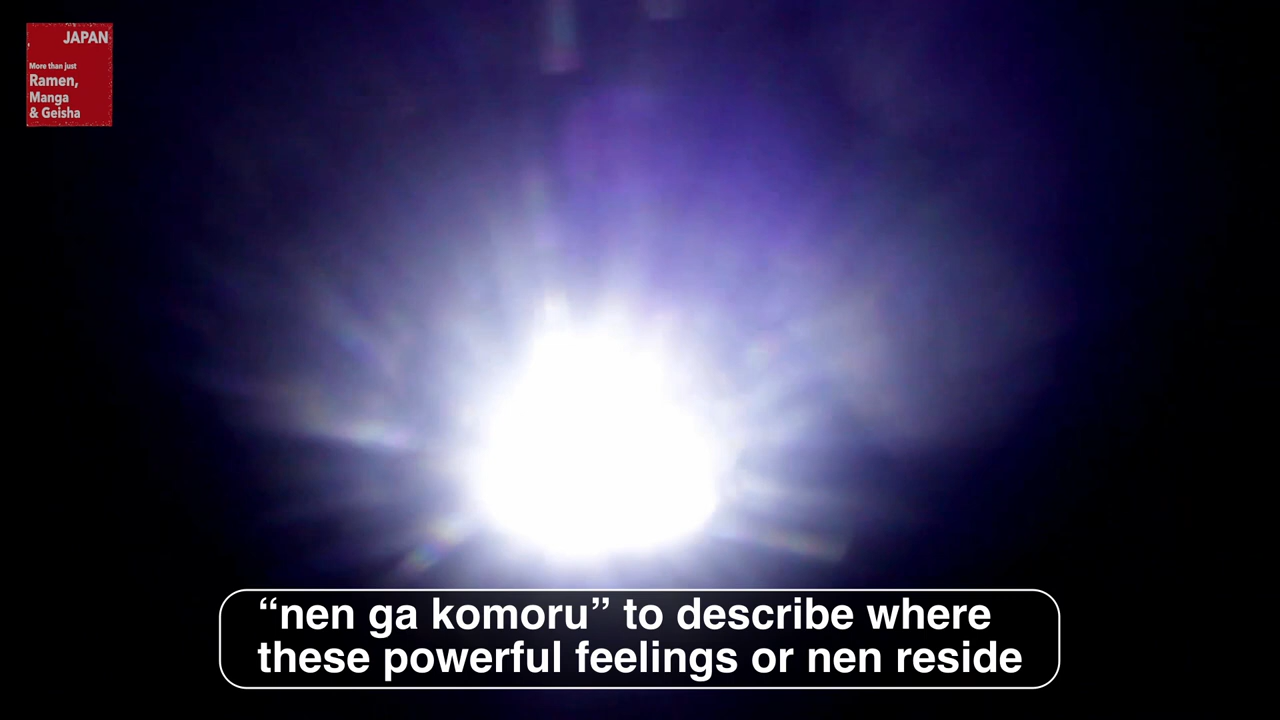 JAPAN
More than just
Ramen,
Manga
& Geisha
“nen ga komoru” to describe where
these powerful feelings or nen reside